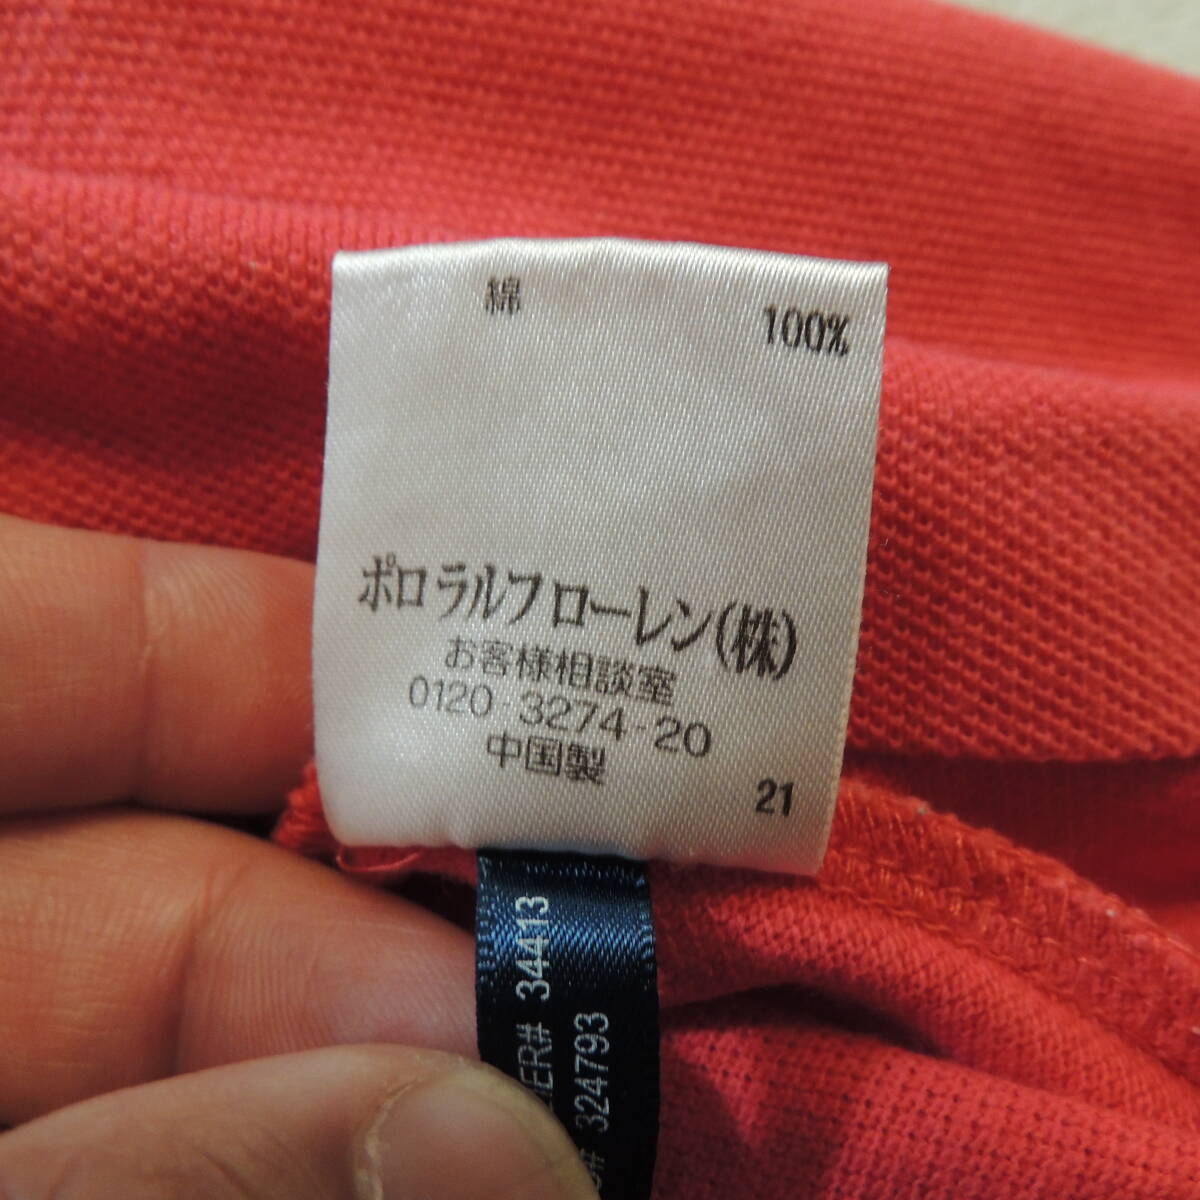 綿 100%
ポロ ラルフ ローレン(株)
お客様相談室
0120-3274-20
中国製
21
34413
324793